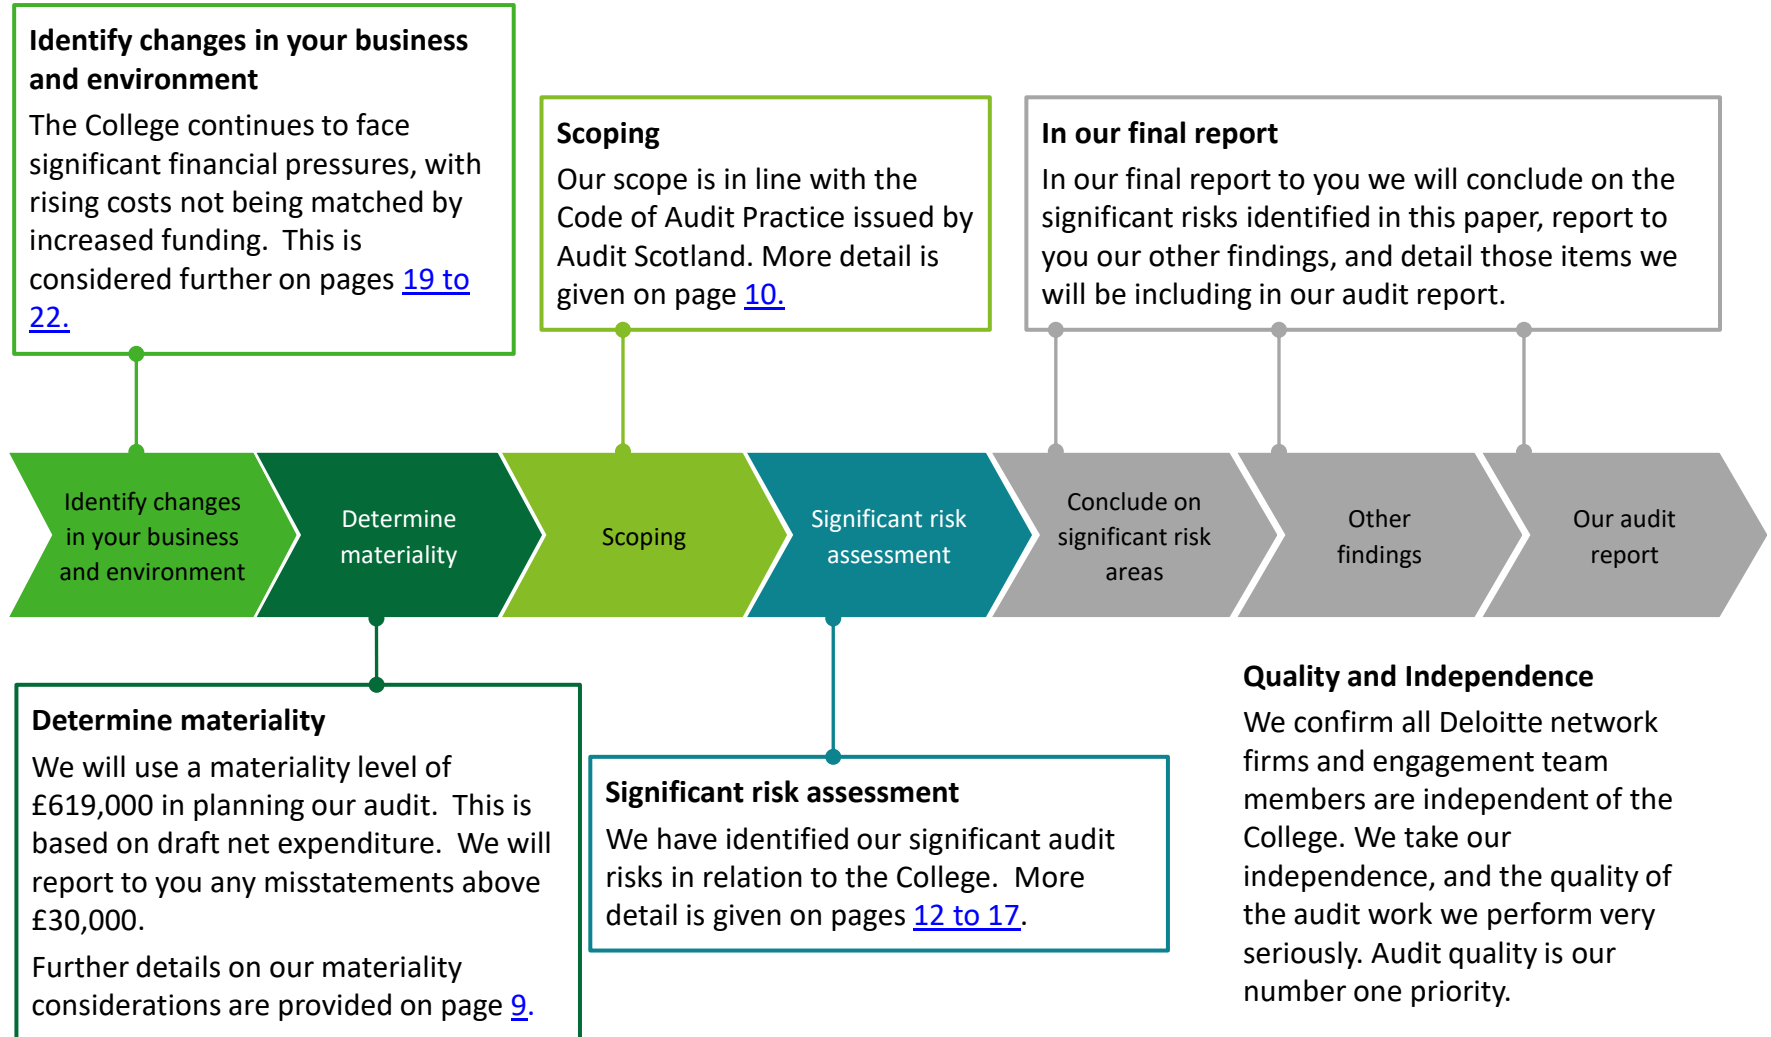 Identify changes in your business
and environment
The College continues to face
significant financial pressures, with
rising costs not being matched by
increased funding.  This is
considered further on pages 19 to
22.
Scoping
Our scope is in line with the
Code of Audit Practice issued by
Audit Scotland. More detail is
given on page 10.
In our final report
In our final report to you we will conclude on the
significant risks identified in this paper, report to
you our other findings, and detail those items we
will be including in our audit report.
Identify changes
in your business
and environment
Determine
materiality
Scoping
Significant risk
assessment
Conclude on
significant risk
areas
Other
findings
Our audit
report
Determine materiality
We will use a materiality level of
£619,000 in planning our audit.  This is
based on draft net expenditure.  We will
report to you any misstatements above
£30,000.
Further details on our materiality
considerations are provided on page 9.
Significant risk assessment
We have identified our significant audit
risks in relation to the College.  More
detail is given on pages 12 to 17.
Quality and Independence
We confirm all Deloitte network
firms and engagement team
members are independent of the
College. We take our
independence, and the quality of
the audit work we perform very
seriously. Audit quality is our
number one priority.